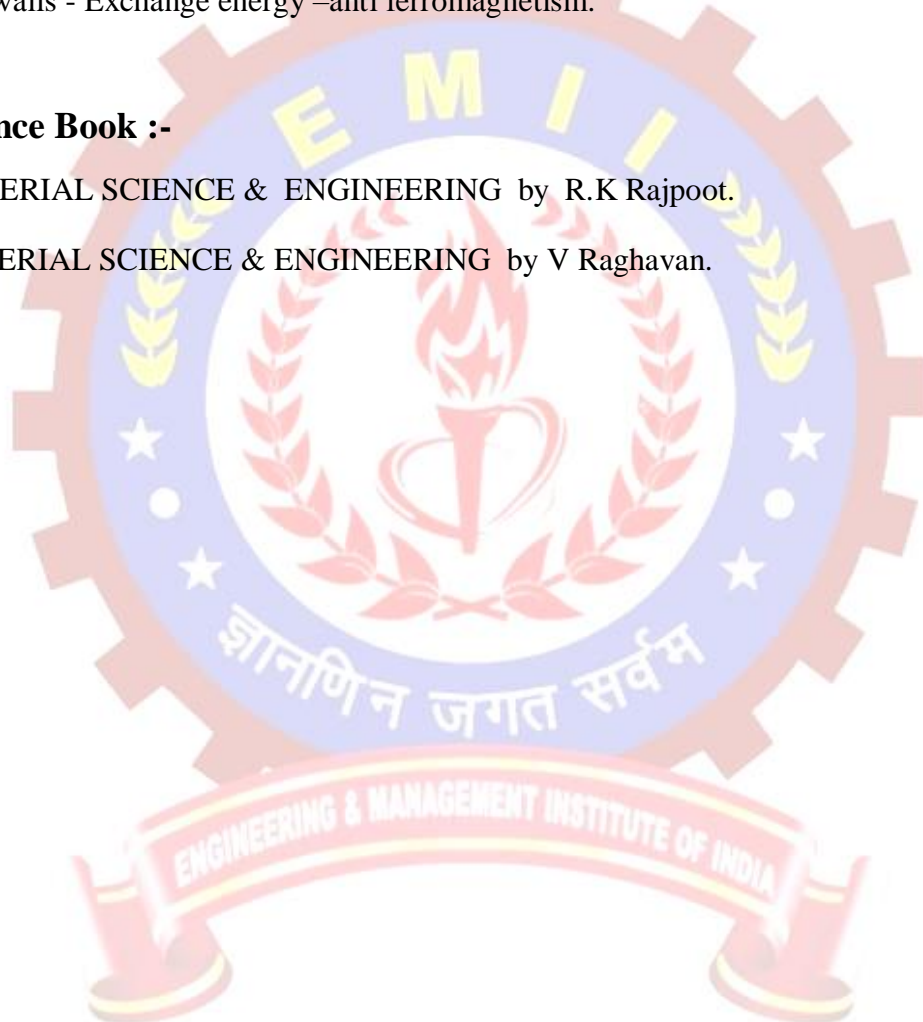 walls - Exchange energy –anti ferromagnetism.
nce Book :-
ERIAL SCIENCE & ENGINEERING by R.K Rajpoot.
ERIAL SCIENCE & ENGINEERING by V Raghavan.
E M I I
ज्ञानणिन जगत सर्वम
ENGINEERING & MANAGEMENT INSTITUTE OF INDIA